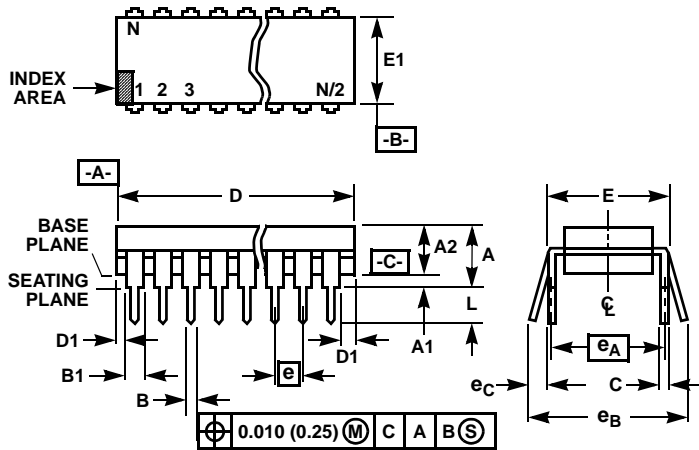 N
INDEX
AREA
1 2 3 N/2
E1
-B-
-A-
D
E
BASE
PLANE
A2 A
-C-
SEATING
PLANE
L
C
L
D1 A1 D1
e
eA
B1
eC C
B
eB
0.010 (0.25) M C A B S